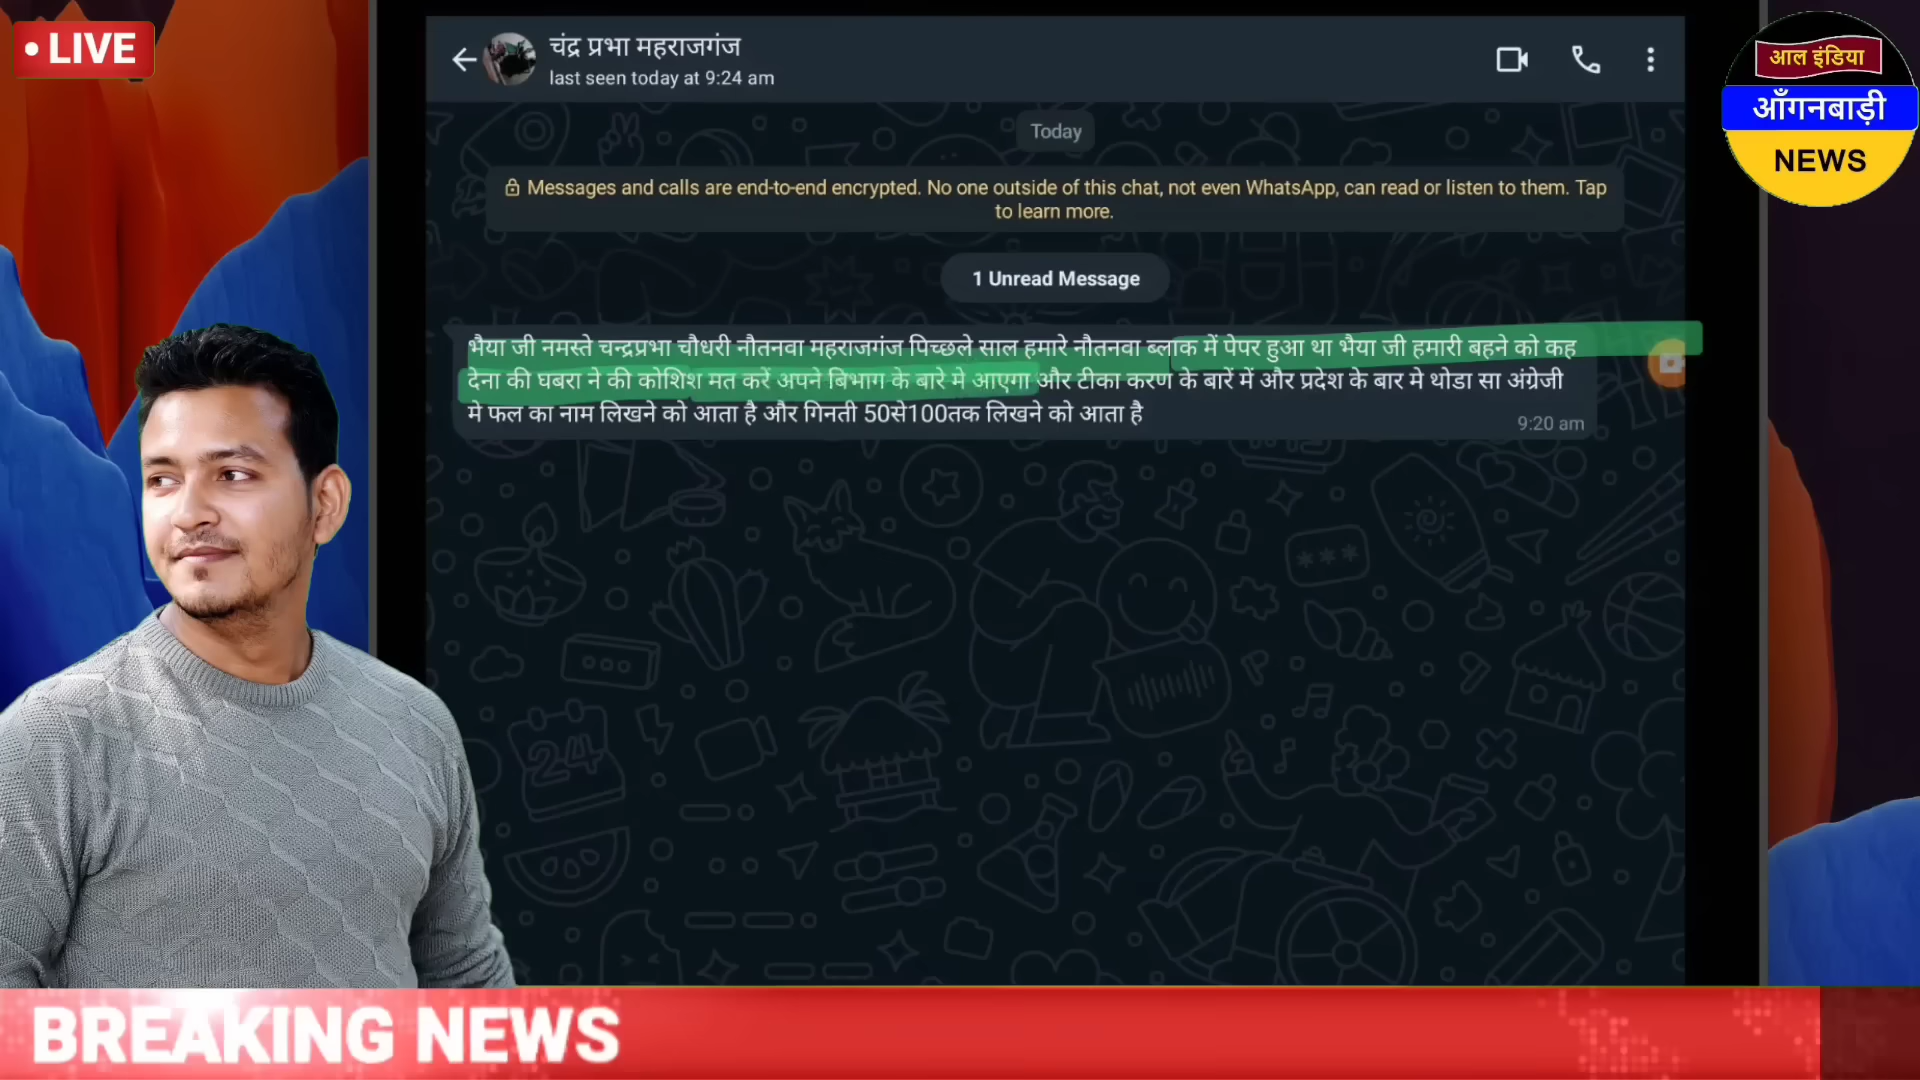 • LIVE
चंद्र प्रभा महराजगंज
last seen today at 9:24 am
आल इंडिया
आँगनबाड़ी
NEWS
Today
Messages and calls are end-to-end encrypted. No one outside of this chat, not even WhatsApp, can read or listen to them. Tap
to learn more.
1 Unread Message
भैया जी नमस्ते चन्द्रप्रभा चौधरी नौतनवा महराजगंज पिच्छले साल हमारे नौतनवा ब्लाक में पेपर हुआ था भैया जी हमारी बहने को कह
देना की घबरा ने की कोशिश मत करें अपने बिभाग के बारे मे आएगा और टीका करण के बारें में और प्रदेश के बार मे थोडा सा अंग्रेजी
मे फल का नाम लिखने को आता है और गिनती 50से100तक लिखने को आता है
9:20 am
24
BREAKING NEWS